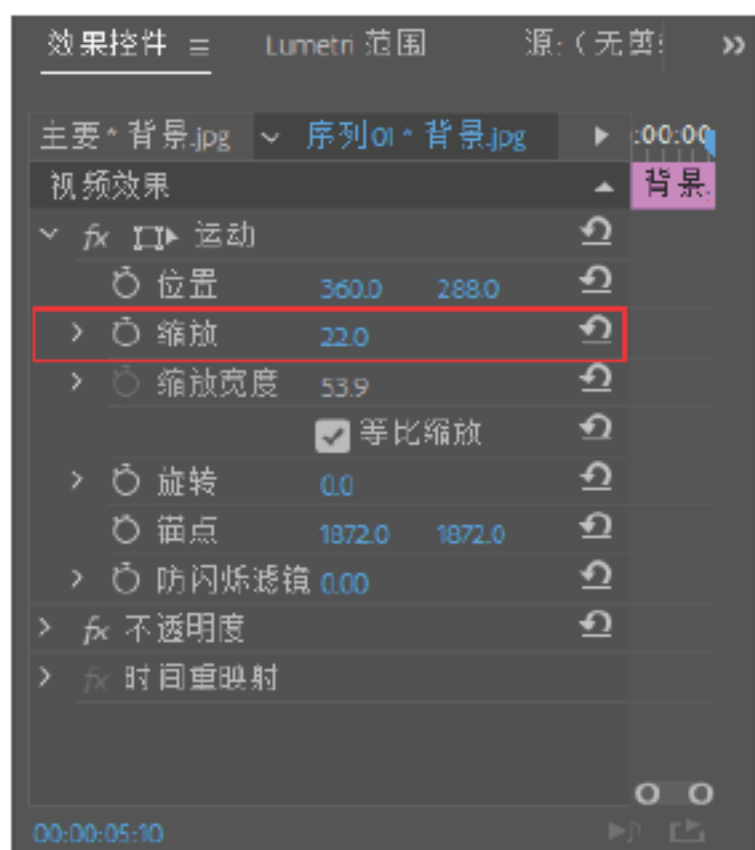 效果控件 ≡ Lumetri 范围 源:（无剪
主要*背景.jpg 序列01*背景.jpg :00:00
视频效果 背景.
fx 运动
位置 360.0 288.0
缩放 22.0
缩放宽度 53.9
等比缩放
旋转 0.0
锚点 1872.0 1872.0
防闪烁滤镜 0.00
fx 不透明度
fx 时间重映射
00:00:05:10